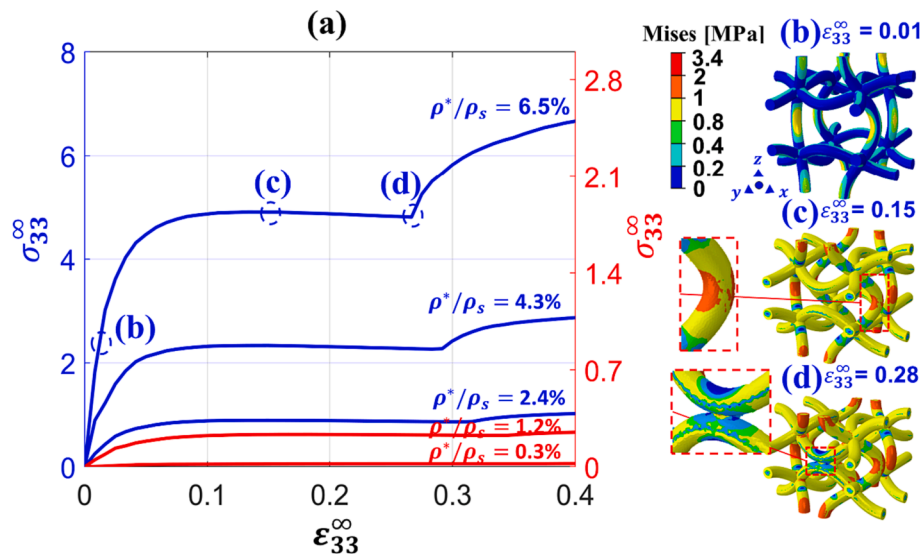 (a)
8
6
4
2
0
σ₃₃^∞
2.8
2.1
1.4
0.7
0
σ₃₃^∞
0
0.1
0.2
0.3
0.4
ε₃₃^∞
ρ*/ρₛ = 6.5%
(c)
(d)
ρ*/ρₛ = 4.3%
(b)
ρ*/ρₛ = 2.4%
ρ*/ρₛ = 1.2%
ρ*/ρₛ = 0.3%
Mises [MPa]
3.4
2
1
0.8
0.4
0.2
0
(b) ε₃₃^∞ = 0.01
z
y x
(c) ε₃₃^∞ = 0.15
(d) ε₃₃^∞ = 0.28